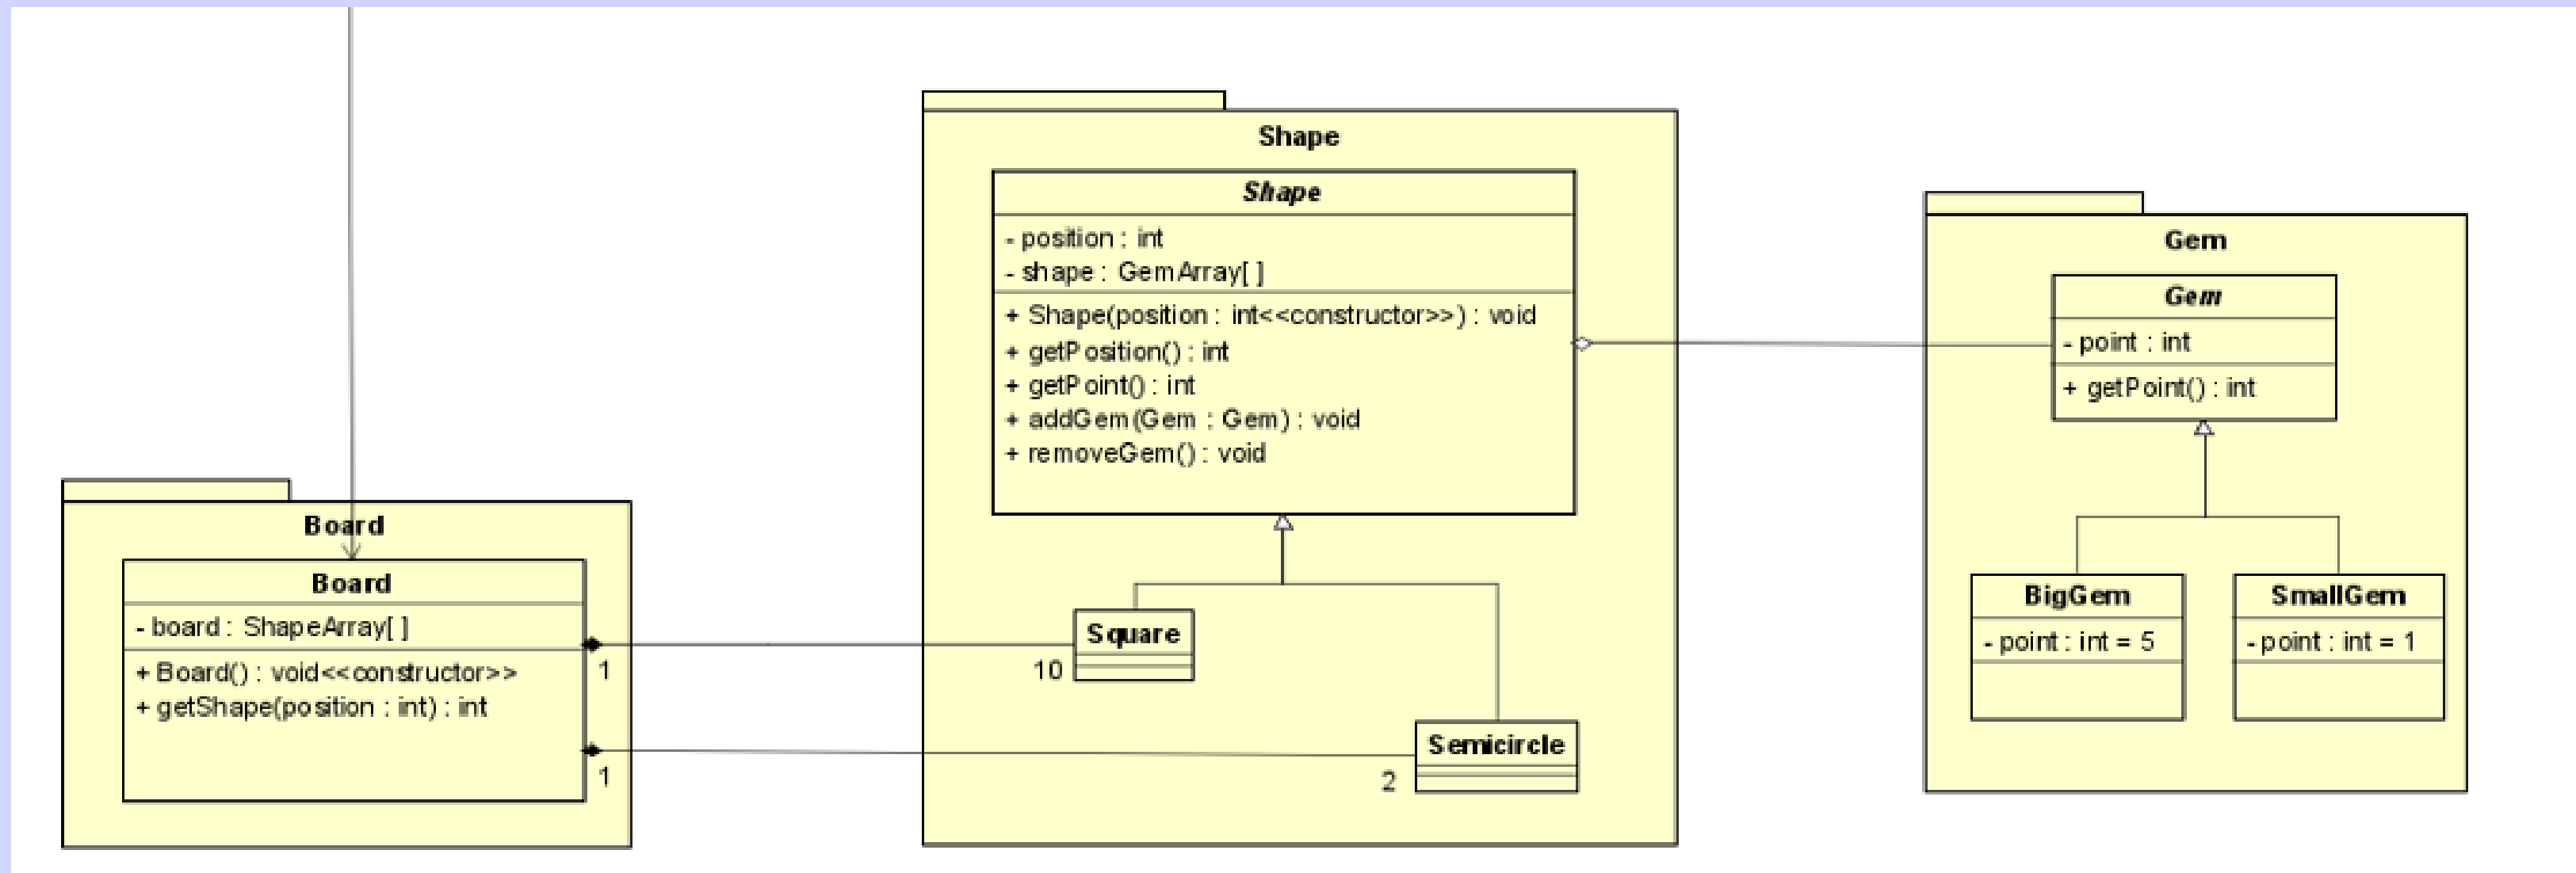 Board
Board
- board : ShapeArray[ ]
+ Board() : void<<constructor>>
+ getShape(position : int) : int
1
1
Shape
Shape
- position : int
- shape : GemArray[ ]
+ Shape(position : int<<constructor>>) : void
+ getPosition() : int
+ getPoint() : int
+ addGem(Gem : Gem) : void
+ removeGem() : void
Square
10
Semicircle
2
Gem
Gem
- point : int
+ getPoint() : int
BigGem
- point : int = 5
SmallGem
- point : int = 1